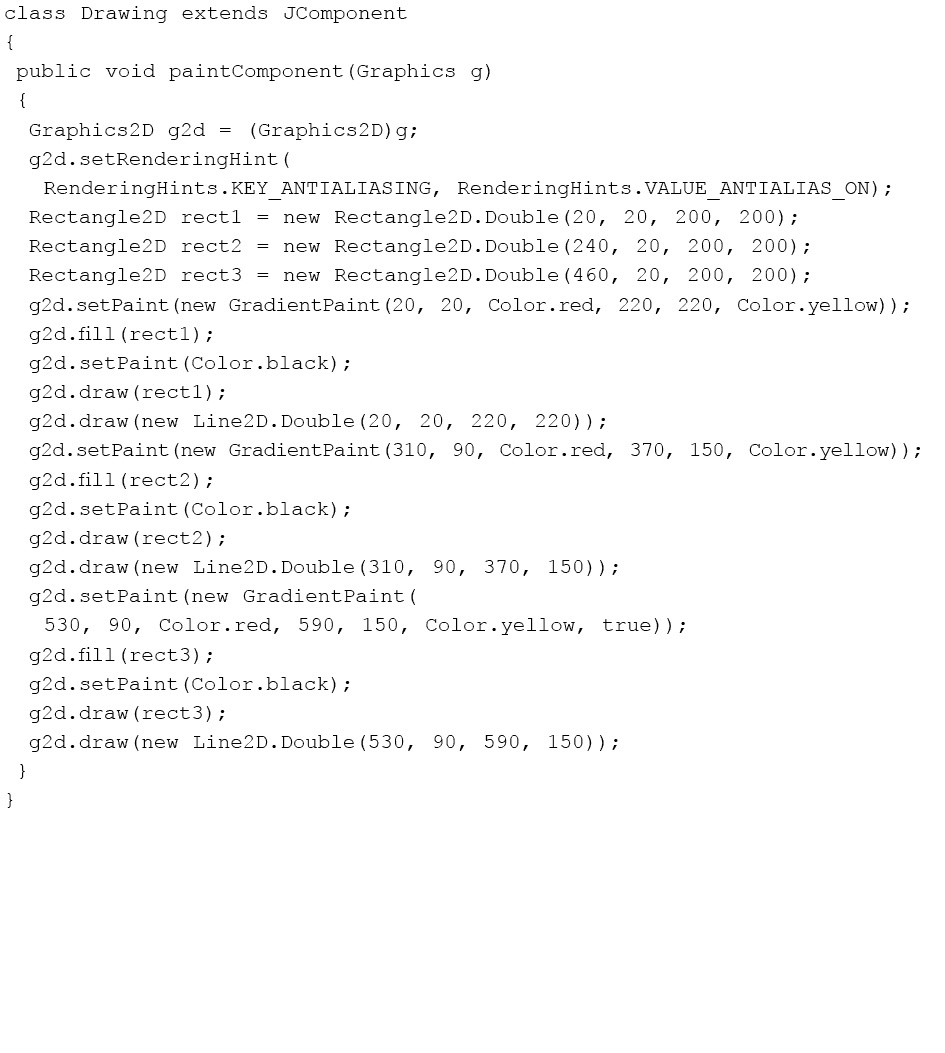 class Drawing extends JComponent
{
public void paintComponent(Graphics g)
{
Graphics2D g2d = (Graphics2D)g;
g2d.setRenderingHint(
RenderingHints.KEY_ANTIALIASING, RenderingHints.VALUE_ANTIALIAS_ON);
Rectangle2D rect1 = new Rectangle2D.Double(20, 20, 200, 200);
Rectangle2D rect2 = new Rectangle2D.Double(240, 20, 200, 200);
Rectangle2D rect3 = new Rectangle2D.Double(460, 20, 200, 200);
g2d.setPaint(new GradientPaint(20, 20, Color.red, 220, 220, Color.yellow));
g2d.fill(rect1);
g2d.setPaint(Color.black);
g2d.draw(rect1);
g2d.draw(new Line2D.Double(20, 20, 220, 220));
g2d.setPaint(new GradientPaint(310, 90, Color.red, 370, 150, Color.yellow));
g2d.fill(rect2);
g2d.setPaint(Color.black);
g2d.draw(rect2);
g2d.draw(new Line2D.Double(310, 90, 370, 150));
g2d.setPaint(new GradientPaint(
530, 90, Color.red, 590, 150, Color.yellow, true));
g2d.fill(rect3);
g2d.setPaint(Color.black);
g2d.draw(rect3);
g2d.draw(new Line2D.Double(530, 90, 590, 150));
}
}